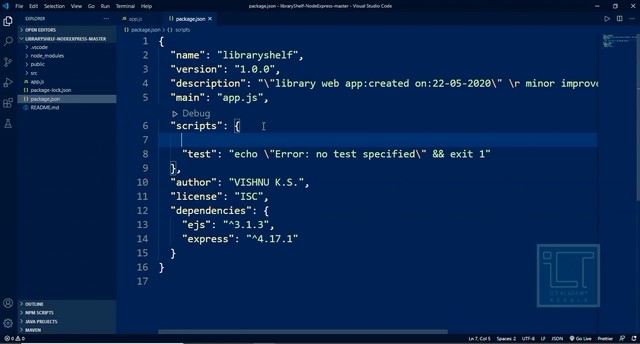 File Edit Selection View Go Run Terminal Help
package.json - libraryShelf-NodeExpress-master - Visual Studio Code
EXPLORER
OPEN EDITORS
LIBRARYSHELF-NODEEXPRESS-MASTER
.vscode
node_modules
public
src
app.js
package-lock.json
package.json
README.md
OUTLINE
NPM SCRIPTS
JAVA PROJECTS
MAVEN
app.js
package.json
package.json > scripts
1 {
2 "name": "libraryshelf",
3 "version": "1.0.0",
4 "description": "\"library web app:created on:22-05-2020\" \r minor improve
5 "main": "app.js",
Debug
6 "scripts": {
7
8 "test": "echo \"Error: no test specified\" && exit 1"
9 },
10 "author": "VISHNU K.S.",
11 "license": "ISC",
12 "dependencies": {
13 "ejs": "^3.1.3",
14 "express": "^4.17.1"
15 }
16 }
17
ICT ACADEMY
KERALA
0 0
Ln 7, Col 5 Spaces: 2 UTF-8 LF JSON Go Live Prettier